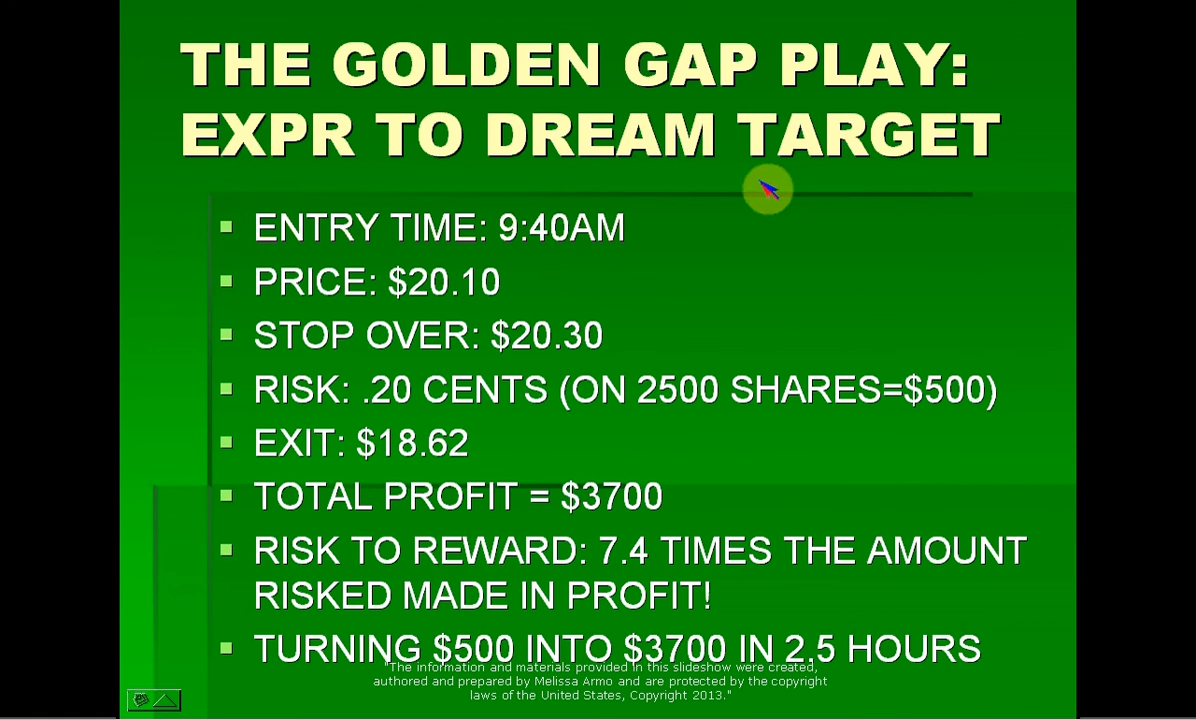 THE GOLDEN GAP PLAY:
EXPR TO DREAM TARGET
ENTRY TIME: 9:40AM
PRICE: $20.10
STOP OVER: $20.30
RISK: .20 CENTS (ON 2500 SHARES=$500)
EXIT: $18.62
TOTAL PROFIT = $3700
RISK TO REWARD: 7.4 TIMES THE AMOUNT
RISKED MADE IN PROFIT!
TURNING $500 INTO $3700 IN 2.5 HOURS
"The information and materials provided in this slideshow were created,
authored and prepared by Melissa Armo and are protected by the copyright
laws of the United States, Copyright 2013."